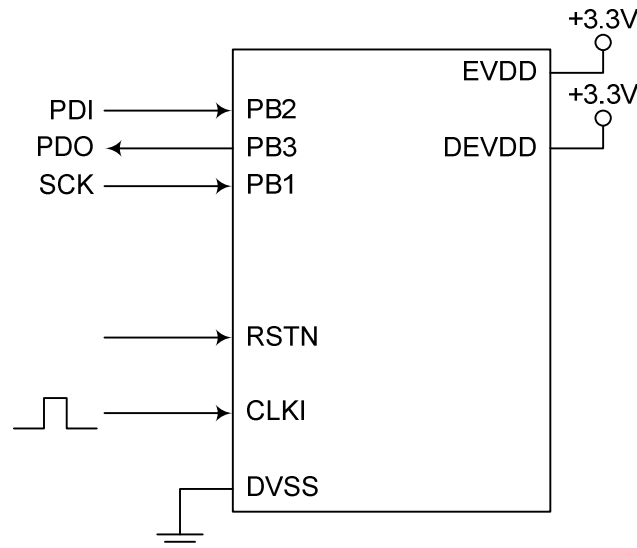 +3.3V
EVDD
+3.3V
PDI PB2
PDO PB3 DEVDD
SCK PB1
RSTN
CLKI
DVSS